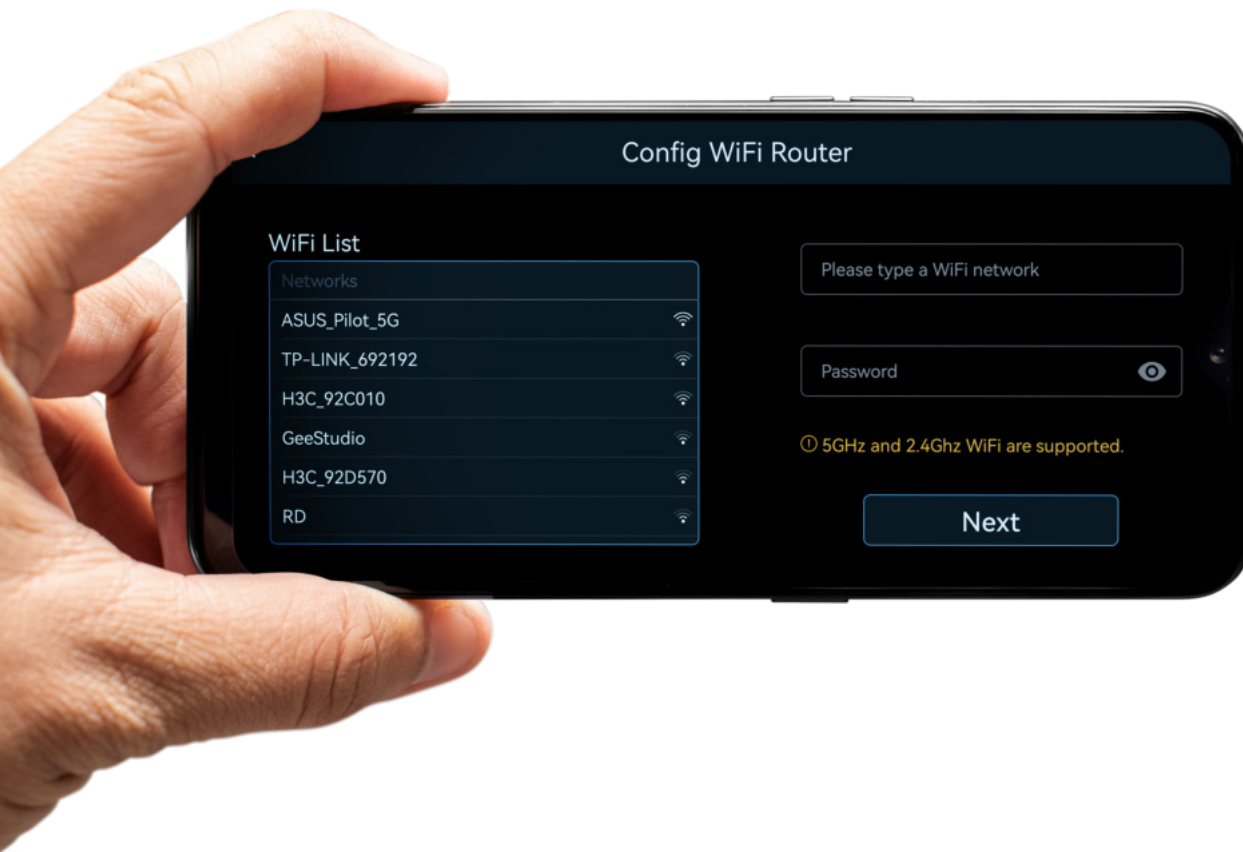 Config WiFi Router
WiFi List
Networks
ASUS_Pilot_5G
TP-LINK_692192
H3C_92C010
GeeStudio
H3C_92D570
RD
Please type a WiFi network
Password
5GHz and 2.4Ghz WiFi are supported.
Next